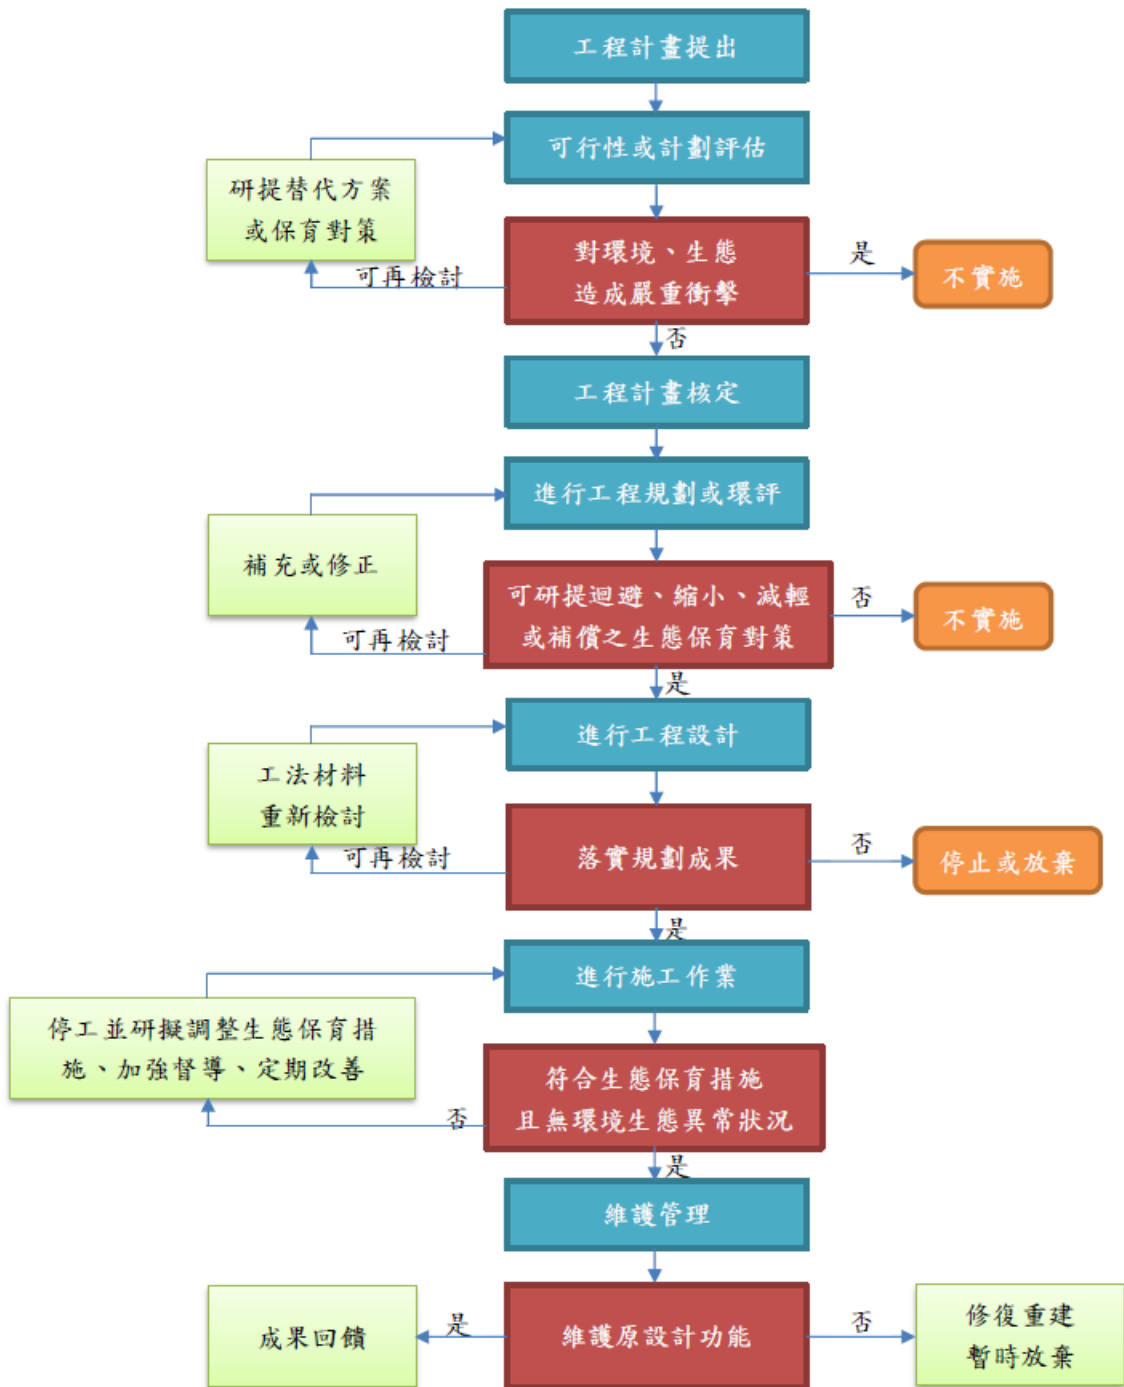 工程計畫提出
可行性或計劃評估
研提替代方案
或保育對策
可再檢討
對環境、生態
造成嚴重衝擊
是
不實施
否
工程計畫核定
進行工程規劃或環評
補充或修正
可再檢討
可研提迴避、縮小、減輕
或補償之生態保育對策
否
不實施
是
進行工程設計
工法材料
重新檢討
可再檢討
落實規劃成果
否
停止或放棄
是
進行施工作業
停工並研擬調整生態保育措
施、加強督導、定期改善
否
符合生態保育措施
且無環境生態異常狀況
是
維護管理
成果回饋
是
維護原設計功能
否
修復重建
暫時放棄